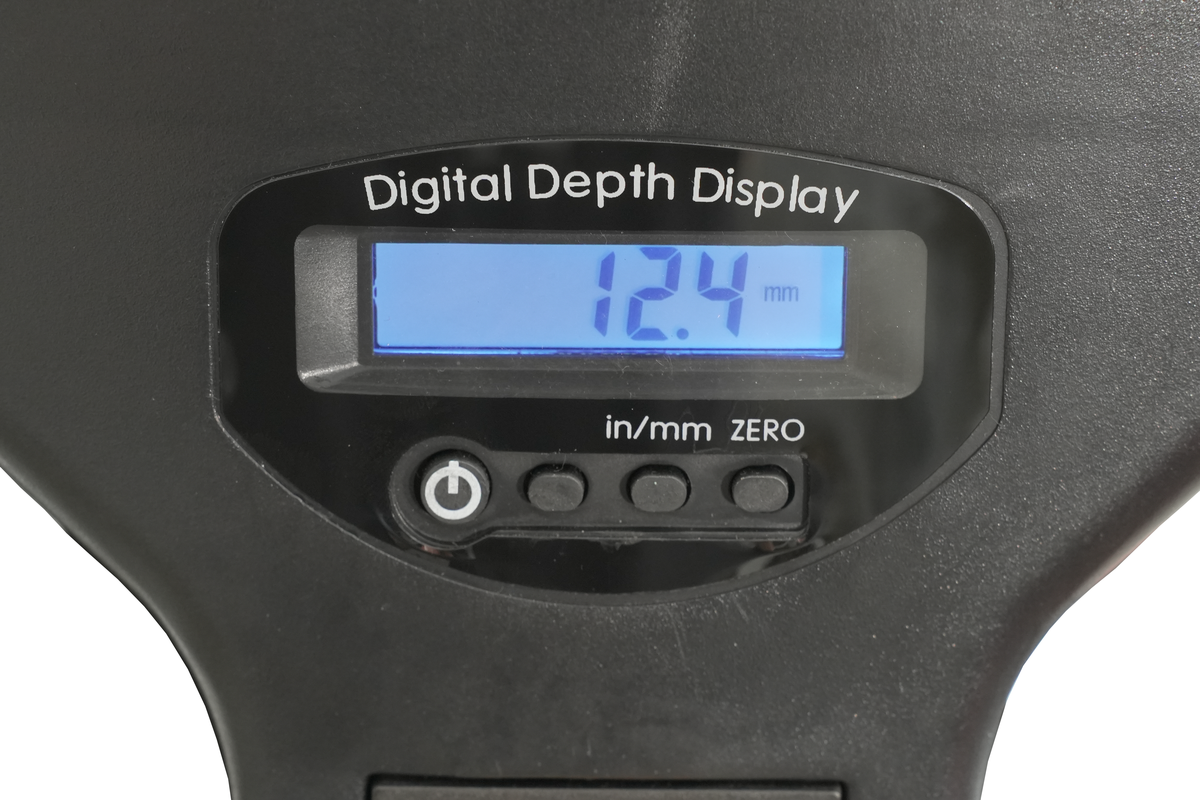 Digital Depth Display
12.4 mm
in/mm ZERO